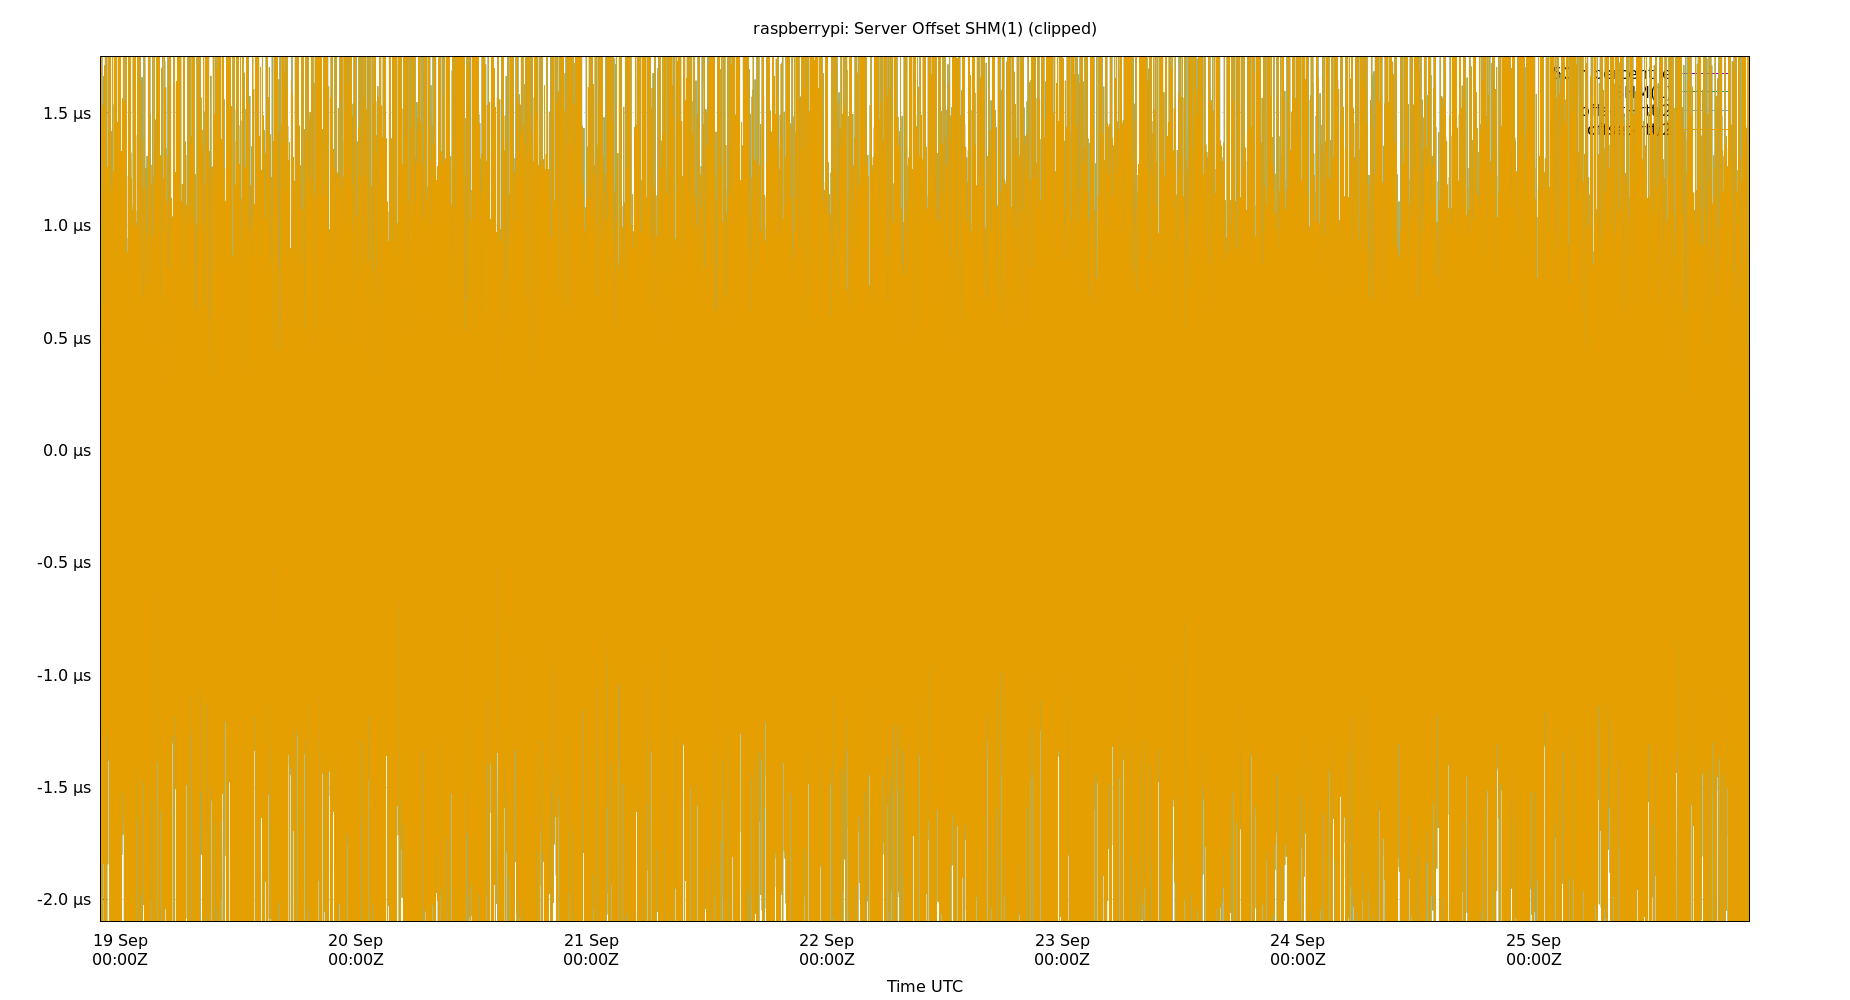 raspberrypi: Server Offset SHM(1) (clipped)
1.5 µs
1.0 µs
0.5 µs
0.0 µs
-0.5 µs
-1.0 µs
-1.5 µs
-2.0 µs
19 Sep 20 Sep 21 Sep 22 Sep 23 Sep 24 Sep 25 Sep
00:00Z 00:00Z 00:00Z 00:00Z 00:00Z 00:00Z 00:00Z
Time UTC